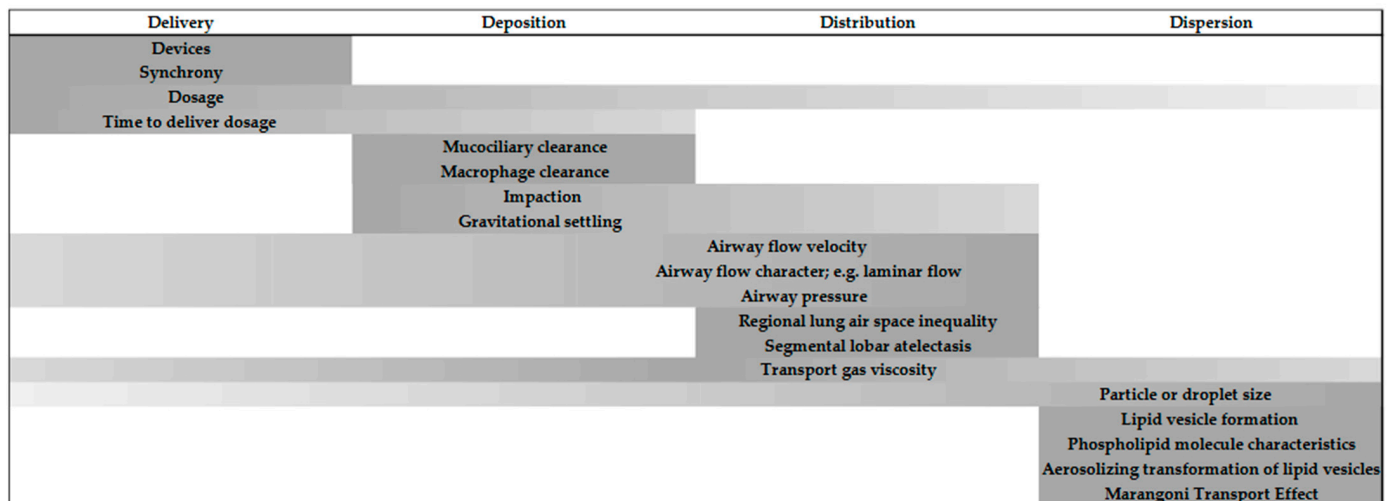 Delivery Deposition Distribution Dispersion
Devices
Synchrony
Dosage
Time to deliver dosage
Mucociliary clearance
Macrophage clearance
Impaction
Gravitational settling
Airway flow velocity
Airway flow character; e.g. laminar flow
Airway pressure
Regional lung air space inequality
Segmental lobar atelectasis
Transport gas viscosity
Particle or droplet size
Lipid vesicle formation
Phospholipid molecule characteristics
Aerosolizing transformation of lipid vesicles
Marangoni Transport Effect